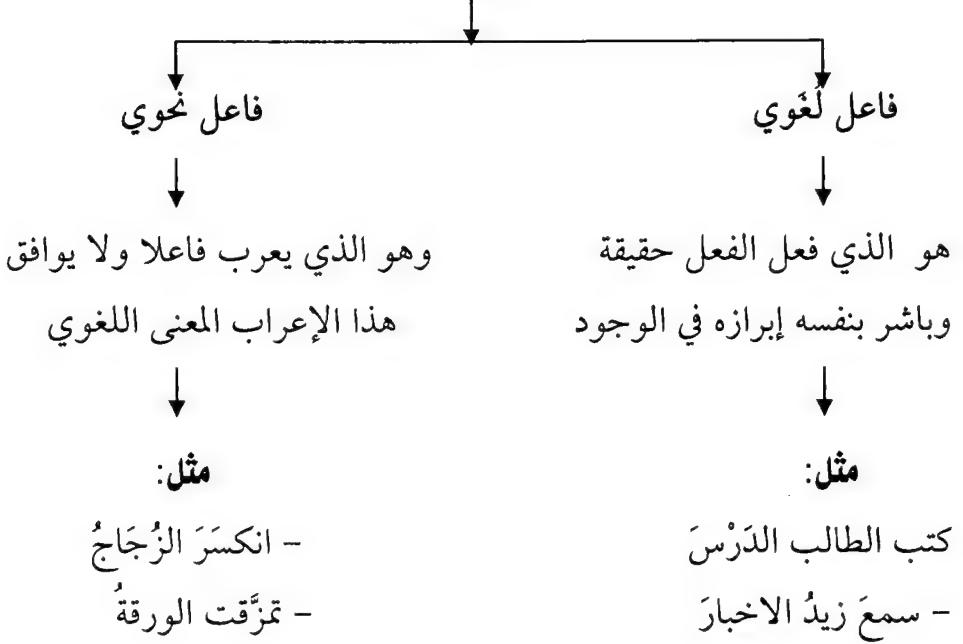 فاعل لُغَوي
هو الذي فعل الفعل حقيقة
وباشر بنفسه إبرازه في الوجود
مثل:
كتب الطالب الدَرْسَ
– سمعَ زيدُ الاخبارَ
فاعل نحوي
وهو الذي يعرب فاعلا ولا يوافق
هذا الإعراب المعنى اللغوي
مثل:
– انكسَرَ الزُجَاجُ
– تمزَّقت الورقةُ